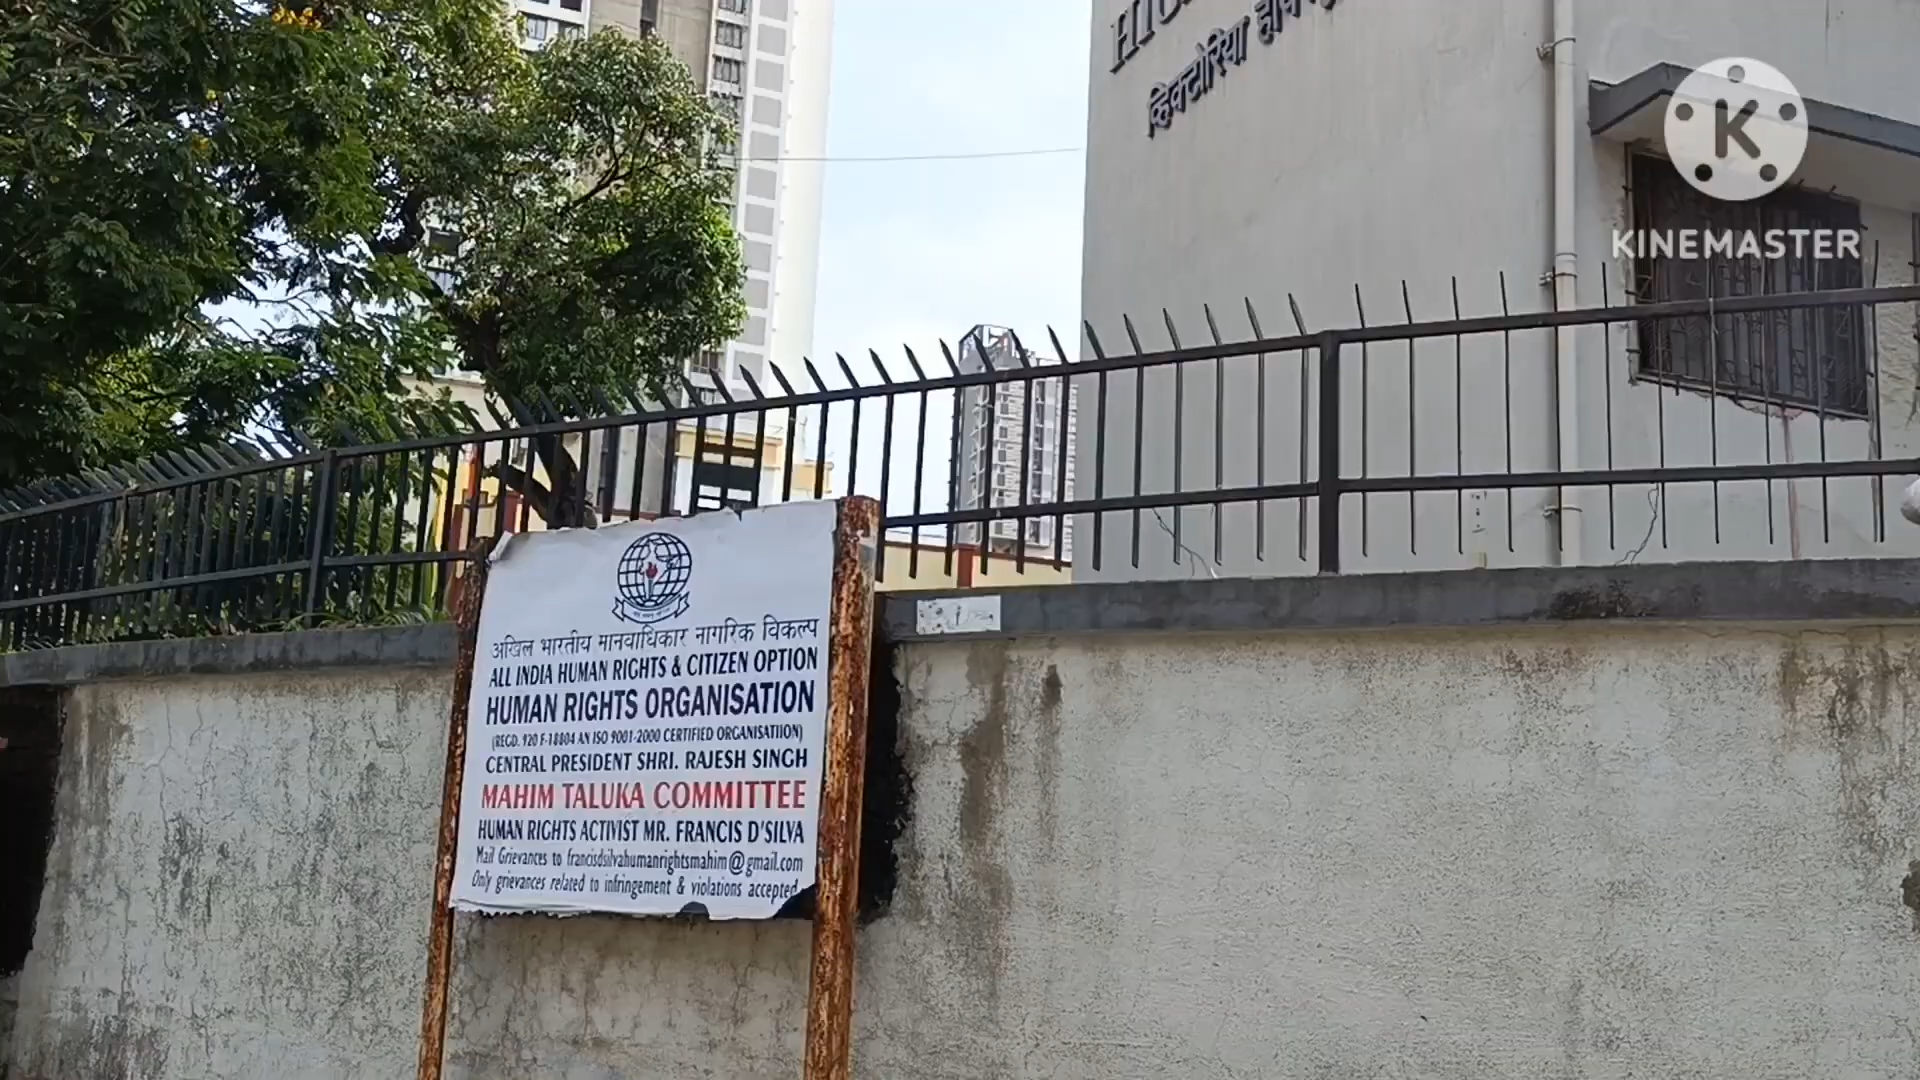 व्हिक्टोरिया
K
KINEMASTER
अखिल भारतीय मानवाधिकार नागरिक विकल्प
ALL INDIA HUMAN RIGHTS & CITIZEN OPTION
HUMAN RIGHTS ORGANISATION
(REGD. 920 F-18804 AN ISO 9001-2000 CERTIFIED ORGANISATIION)
CENTRAL PRESIDENT SHRI. RAJESH SINGH
MAHIM TALUKA COMMITTEE
HUMAN RIGHTS ACTIVIST MR. FRANCIS D'SILVA
Mail Grievances to francisdsilvahumanrightsmahim@gmail.com
Only grievances related to infringement & violations accepted